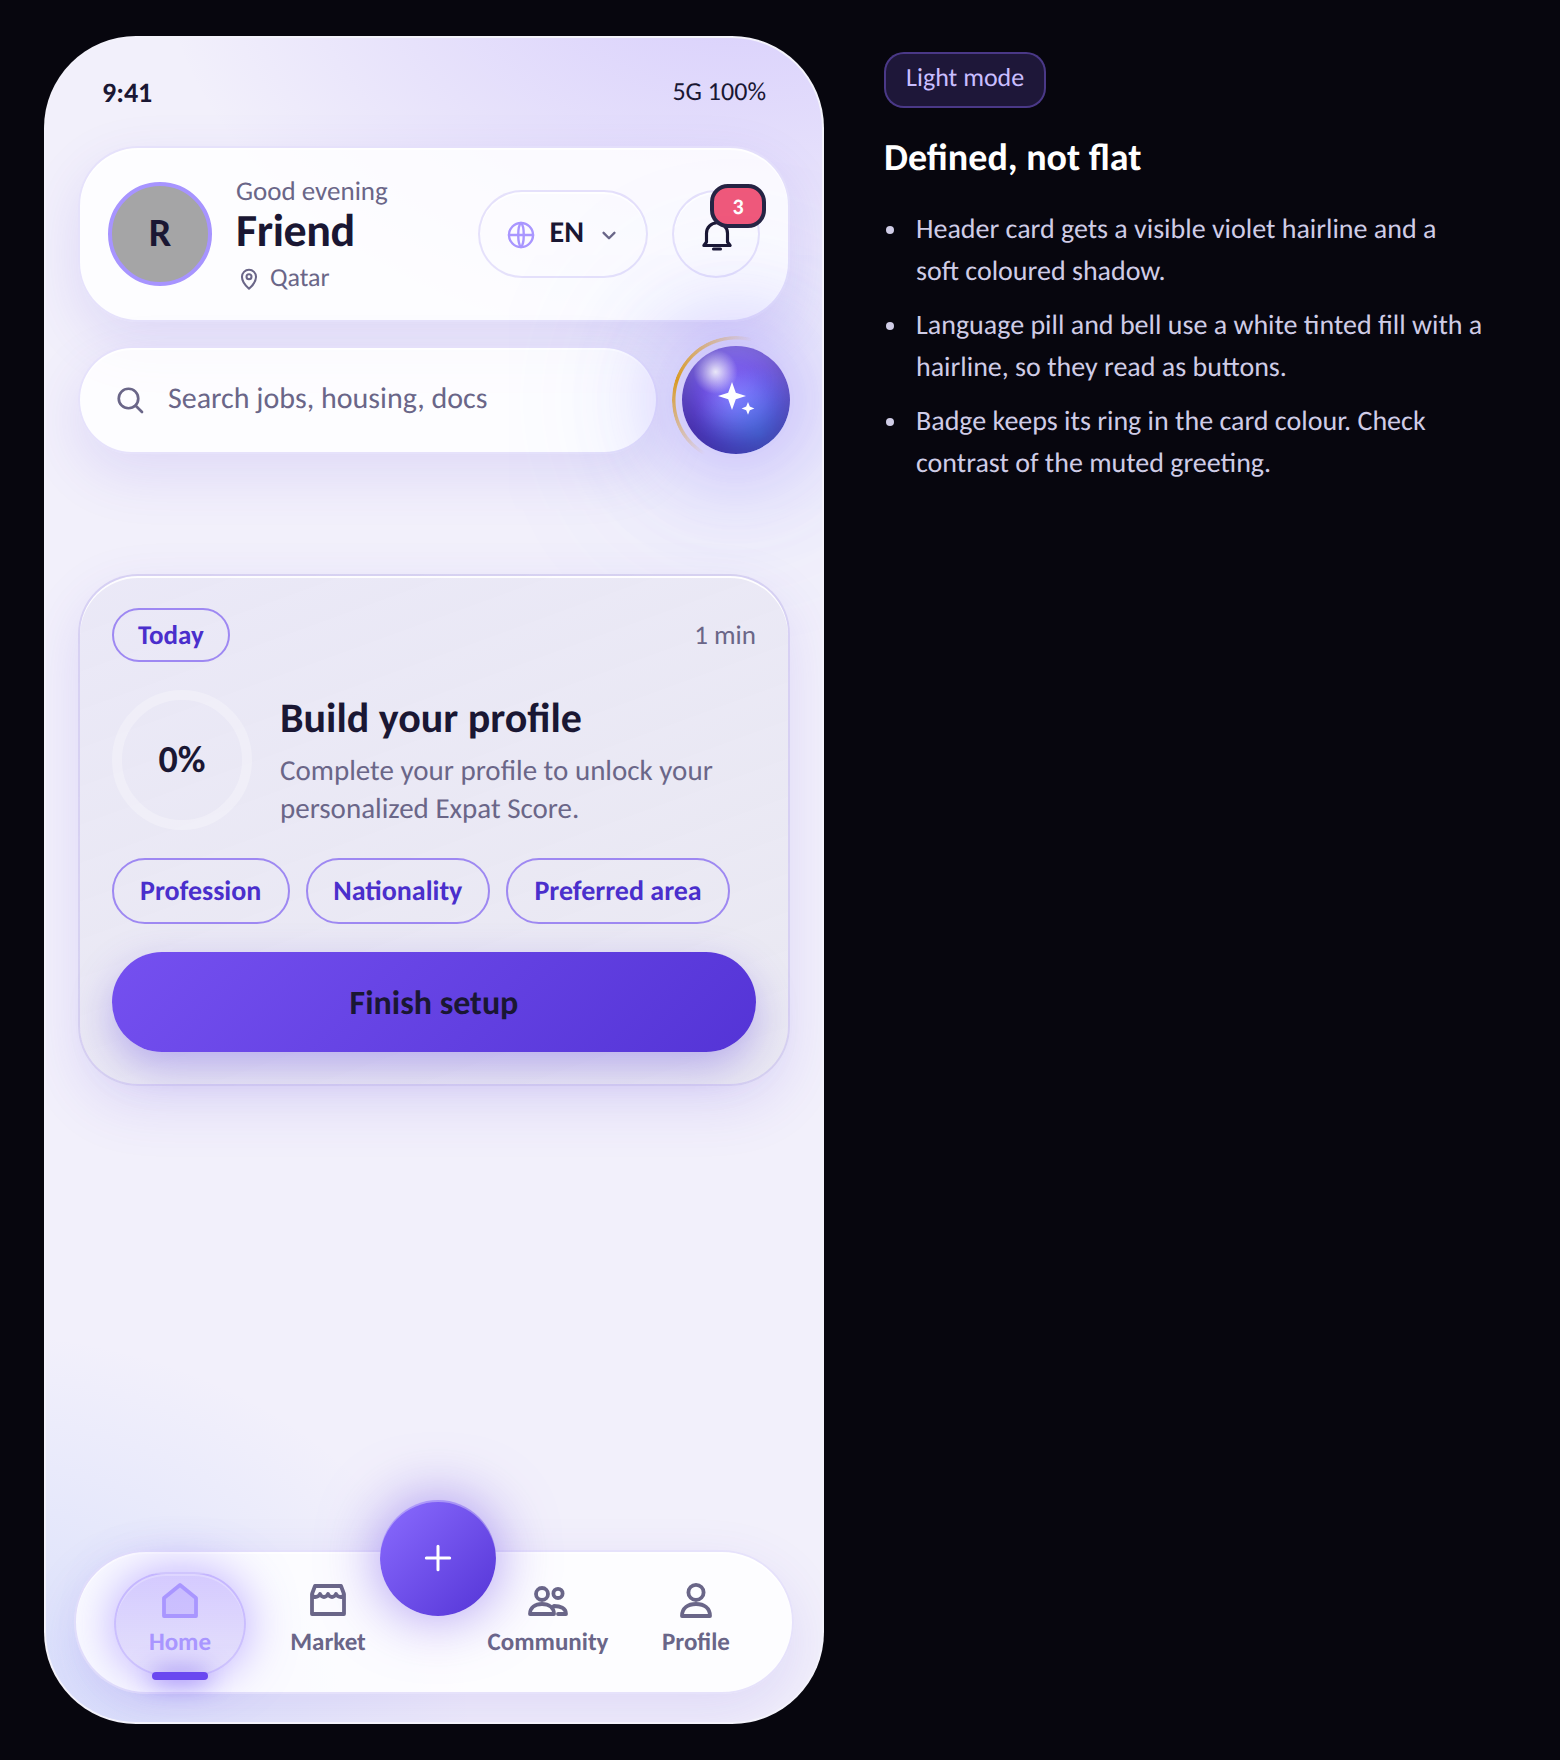 9:41
5G 100%
R
Good evening
Friend
Qatar
EN
3
Search jobs, housing, docs
Today
1 min
0%
Build your profile
Complete your profile to unlock your
personalized Expat Score.
Profession
Nationality
Preferred area
Finish setup
Home
Market
Community
Profile
Light mode
Defined, not flat
• Header card gets a visible violet hairline and a
soft coloured shadow.
• Language pill and bell use a white tinted fill with a
hairline, so they read as buttons.
• Badge keeps its ring in the card colour. Check
contrast of the muted greeting.